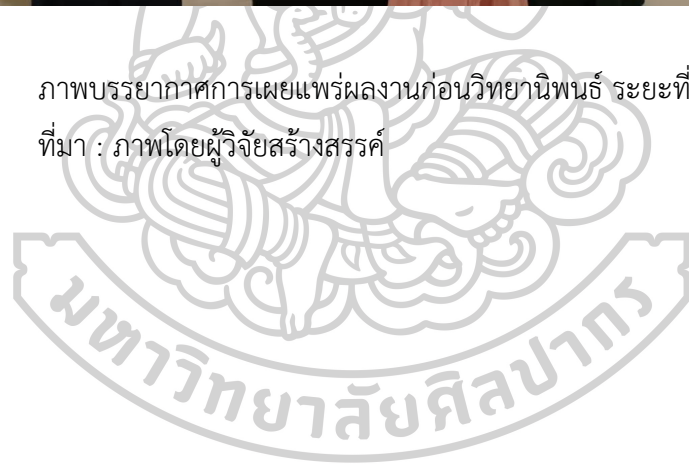 ภาพบรรยากาศการเผยแพร่ผลงานก่อนวิทยานิพนธ์ ระยะที่
ที่มา : ภาพโดยผู้วิจัยสร้างสรรค์
มหาวิทยาลัยศิลปากร